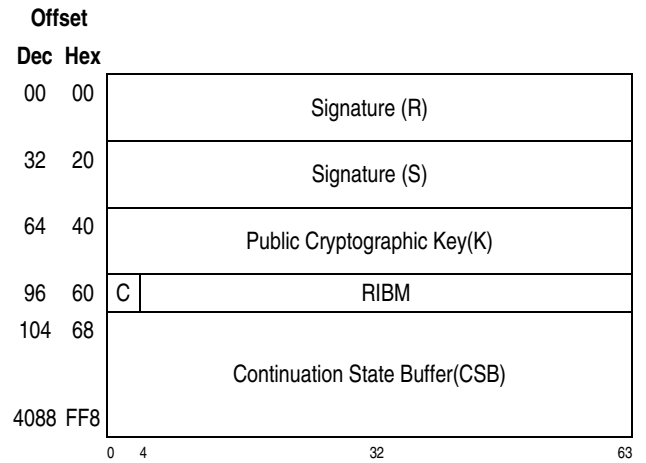 Offset
Dec Hex
00 00
Signature (R)
32 20
Signature (S)
64 40
Public Cryptographic Key(K)
96 60 C RIBM
104 68
Continuation State Buffer(CSB)
4088 FF8
0 4 32 63